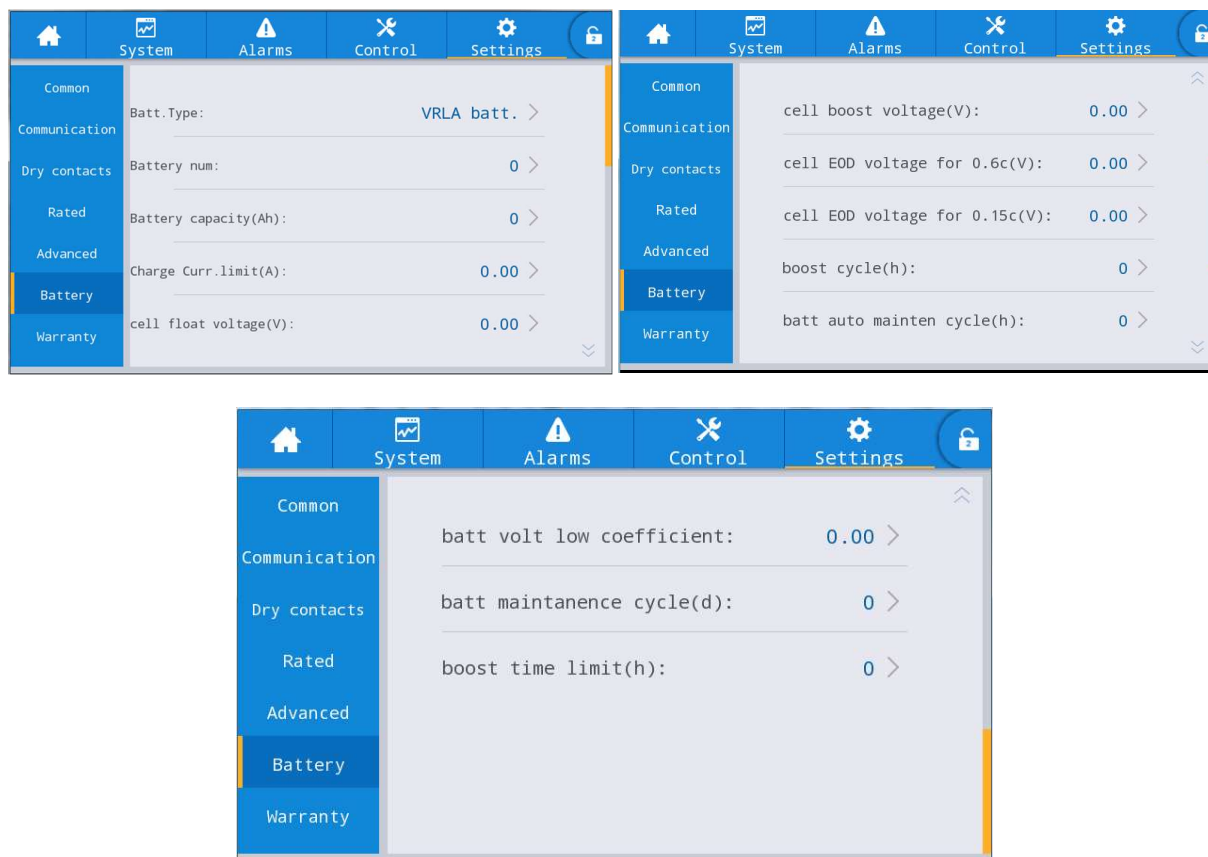 System Alarms Control Settings 2
Common
Communication
Dry contacts
Rated
Advanced
Battery
Warranty
Batt.Type: VRLA batt.
Battery num: 0
Battery capacity(Ah): 0
Charge Curr.limit(A): 0.00
cell float voltage(V): 0.00
System Alarms Control Settings 2
Common
Communication
Dry contacts
Rated
Advanced
Battery
Warranty
cell boost voltage(V): 0.00
cell EOD voltage for 0.6c(V): 0.00
cell EOD voltage for 0.15c(V): 0.00
boost cycle(h): 0
batt auto mainten cycle(h): 0
System Alarms Control Settings 2
Common
Communication
Dry contacts
Rated
Advanced
Battery
Warranty
batt volt low coefficient: 0.00
batt maintanence cycle(d): 0
boost time limit(h): 0